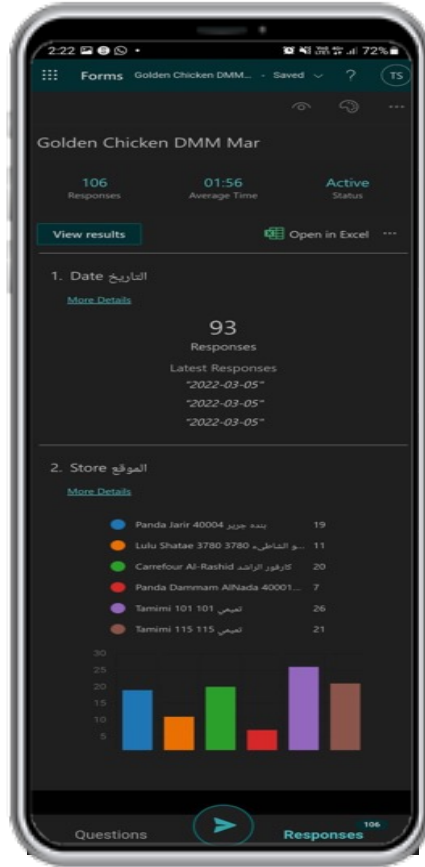 2:22 72%
Forms Golden Chicken DMM... - Saved ? TS
Golden Chicken DMM Mar
106 01:56 Active
Responses Average Time Status
View results Open in Excel ...
1. Date التاريخ
More Details
93
Responses
Latest Responses
"2022-03-05"
"2022-03-05"
"2022-03-05"
2. Store الموقع
More Details
Panda Jarir 40004 بنده جرير 19
Lulu Shatae 3780 3780 و الشاطيء... 11
Carrefour Al-Rashid كارفور الراشد 20
Panda Dammam AlNada 40001... 7
Tamimi 101 101 تميمي 26
Tamimi 115 115 تميمي 21
30
25
20
15
10
5
Questions Responses 106